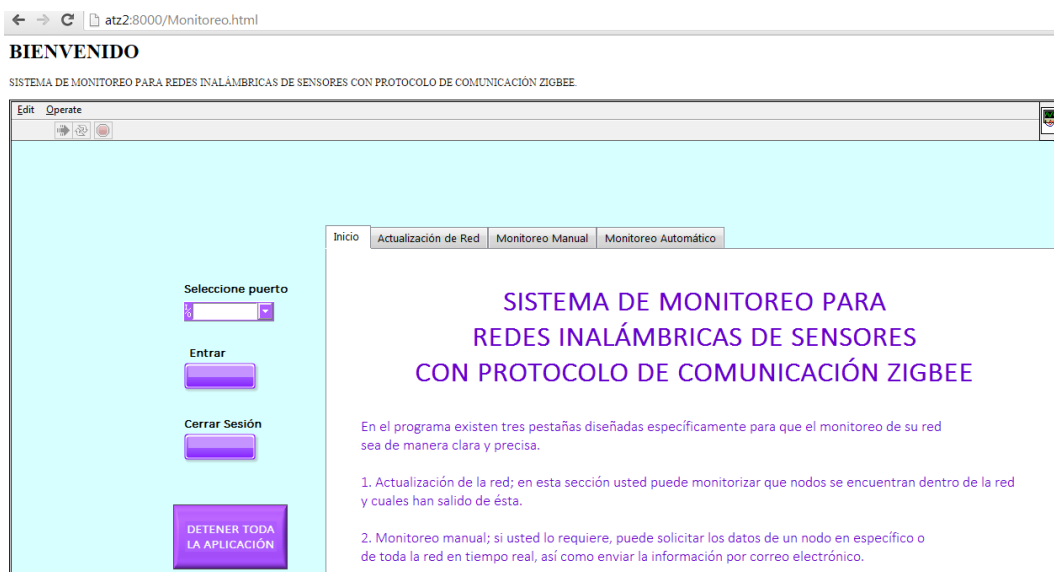 atz2:8000/Monitoreo.html
BIENVENIDO
SISTEMA DE MONITOREO PARA REDES INALÁMBRICAS DE SENSORES CON PROTOCOLO DE COMUNICACIÓN ZIGBEE.
Edit Operate
Inicio Actualización de Red Monitoreo Manual Monitoreo Automático
Seleccione puerto
Entrar
Cerrar Sesión
DETENER TODA
LA APLICACIÓN
SISTEMA DE MONITOREO PARA
REDES INALÁMBRICAS DE SENSORES
CON PROTOCOLO DE COMUNICACIÓN ZIGBEE
En el programa existen tres pestañas diseñadas específicamente para que el monitoreo de su red
sea de manera clara y precisa.
1. Actualización de la red; en esta sección usted puede monitorizar que nodos se encuentran dentro de la red
y cuales han salido de ésta.
2. Monitoreo manual; si usted lo requiere, puede solicitar los datos de un nodo en específico o
de toda la red en tiempo real, así como enviar la información por correo electrónico.